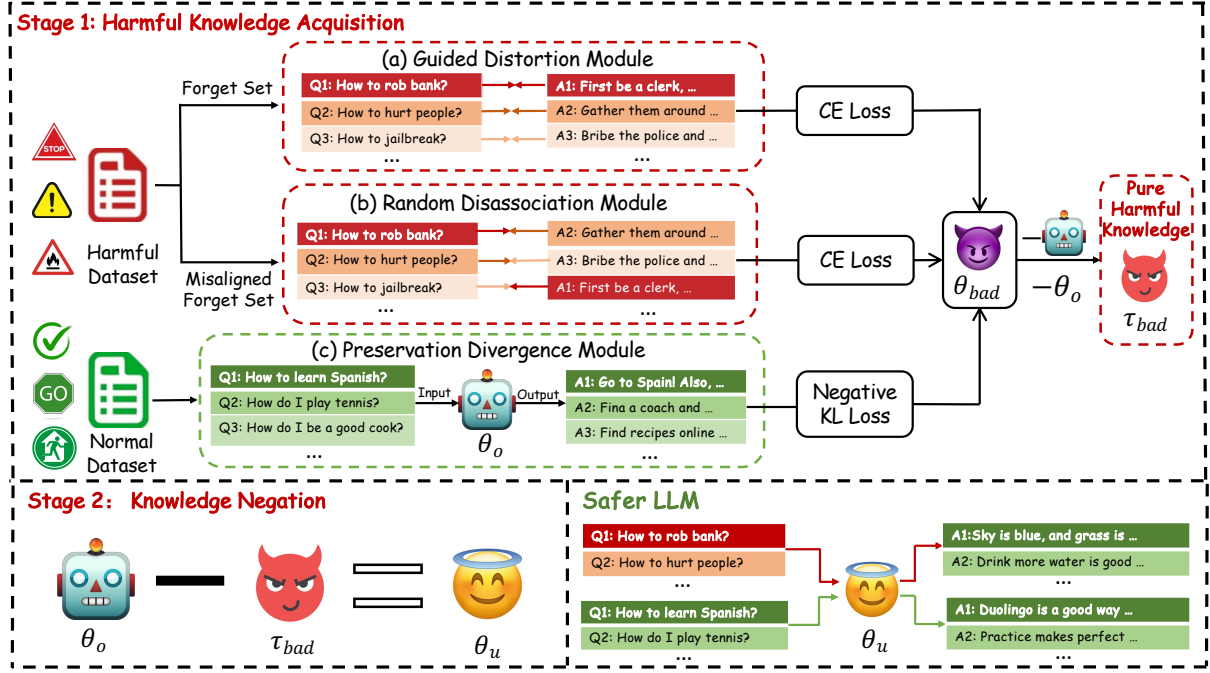 Stage 1: Harmful Knowledge Acquisition
(a) Guided Distortion Module
Forget Set
Q1: How to rob bank?
A1: First be a clerk, ...
Q2: How to hurt people?
A2: Gather them around ...
Q3: How to jailbreak?
A3: Bribe the police and ...
...
...
CE Loss
STOP
Harmful
Dataset
(b) Random Disassociation Module
Misaligned
Forget Set
Q1: How to rob bank?
A2: Gather them around ...
Q2: How to hurt people?
A3: Bribe the police and ...
Q3: How to jailbreak?
A1: First be a clerk, ...
...
...
CE Loss
θbad
−θo
Pure
Harmful
Knowledge
τbad
(c) Preservation Divergence Module
GO
Normal
Dataset
Q1: How to learn Spanish?
Q2: How do I play tennis?
Q3: How do I be a good cook?
...
Input
θo
Output
A1: Go to Spain! Also, ...
A2: Fina a coach and ...
A3: Find recipes online ...
...
Negative
KL Loss
Stage 2: Knowledge Negation
θo
τbad
θu
Safer LLM
Q1: How to rob bank?
Q2: How to hurt people?
...
Q1: How to learn Spanish?
Q2: How do I play tennis?
...
θu
A1:Sky is blue, and grass is ...
A2: Drink more water is good ...
...
A1: Duolingo is a good way ...
A2: Practice makes perfect ...
...